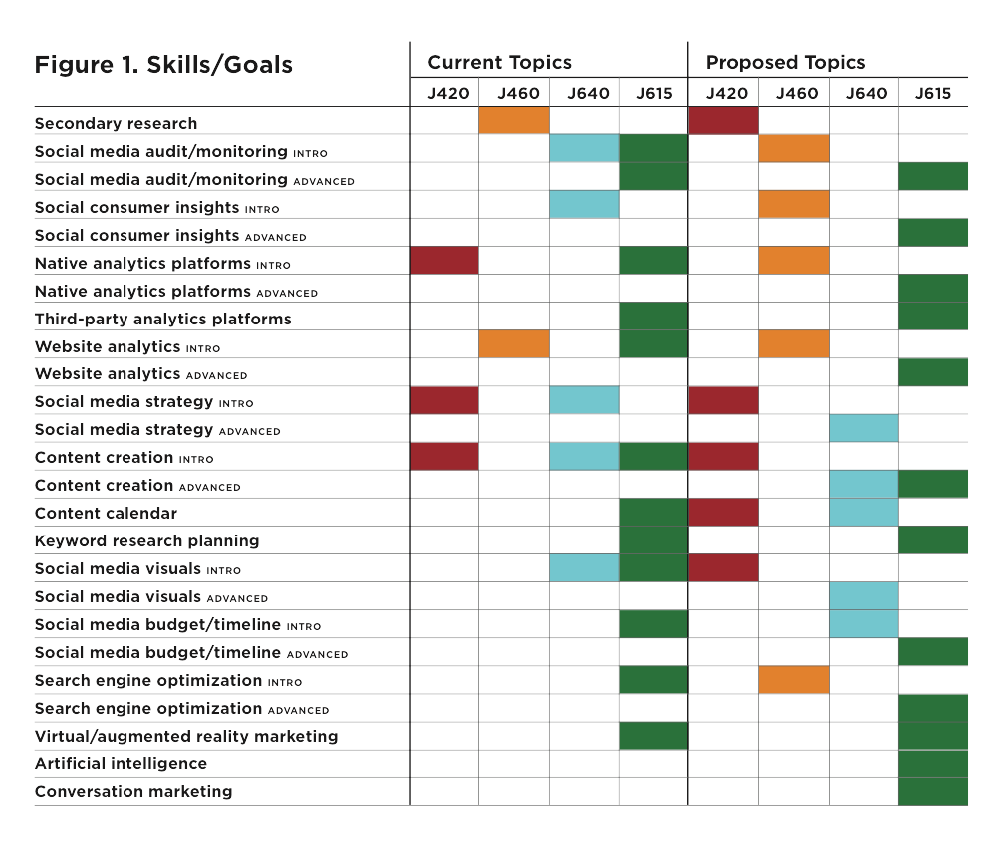 Figure 1. Skills/Goals
Current Topics
Proposed Topics
J420 J460 J640 J615 J420 J460 J640 J615
Secondary research
Social media audit/monitoring INTRO
Social media audit/monitoring ADVANCED
Social consumer insights INTRO
Social consumer insights ADVANCED
Native analytics platforms INTRO
Native analytics platforms ADVANCED
Third-party analytics platforms
Website analytics INTRO
Website analytics ADVANCED
Social media strategy INTRO
Social media strategy ADVANCED
Content creation INTRO
Content creation ADVANCED
Content calendar
Keyword research planning
Social media visuals INTRO
Social media visuals ADVANCED
Social media budget/timeline INTRO
Social media budget/timeline ADVANCED
Search engine optimization INTRO
Search engine optimization ADVANCED
Virtual/augmented reality marketing
Artificial intelligence
Conversation marketing